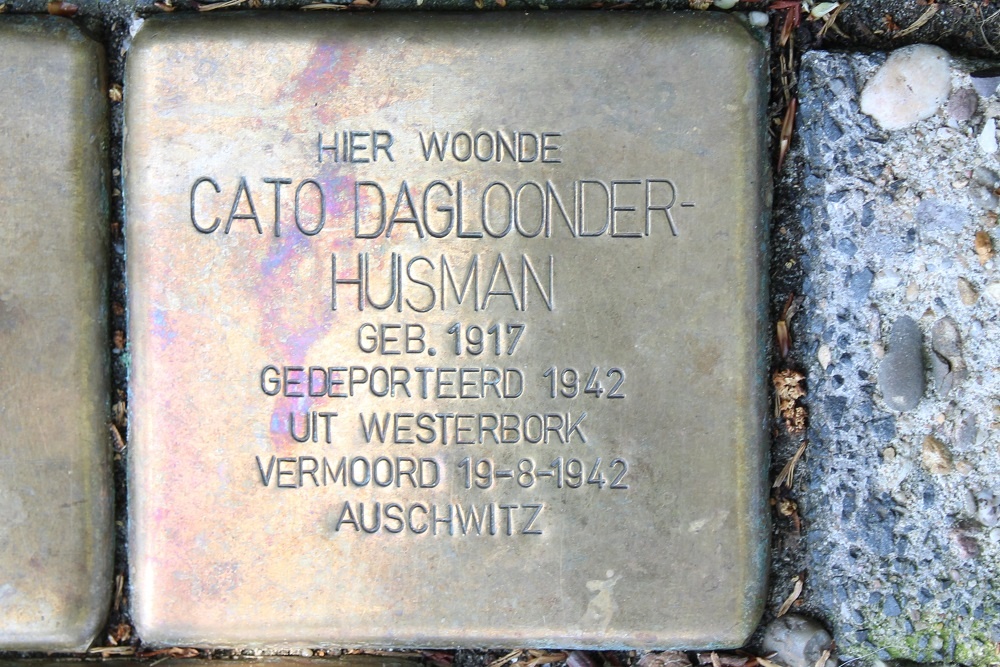 HIER WOONDE
CATO DAGLOONDER-
HUISMAN
GEB. 1917
GEDEPORTEERD 1942
UIT WESTERBORK
VERMOORD 19-8-1942
AUSCHWITZ